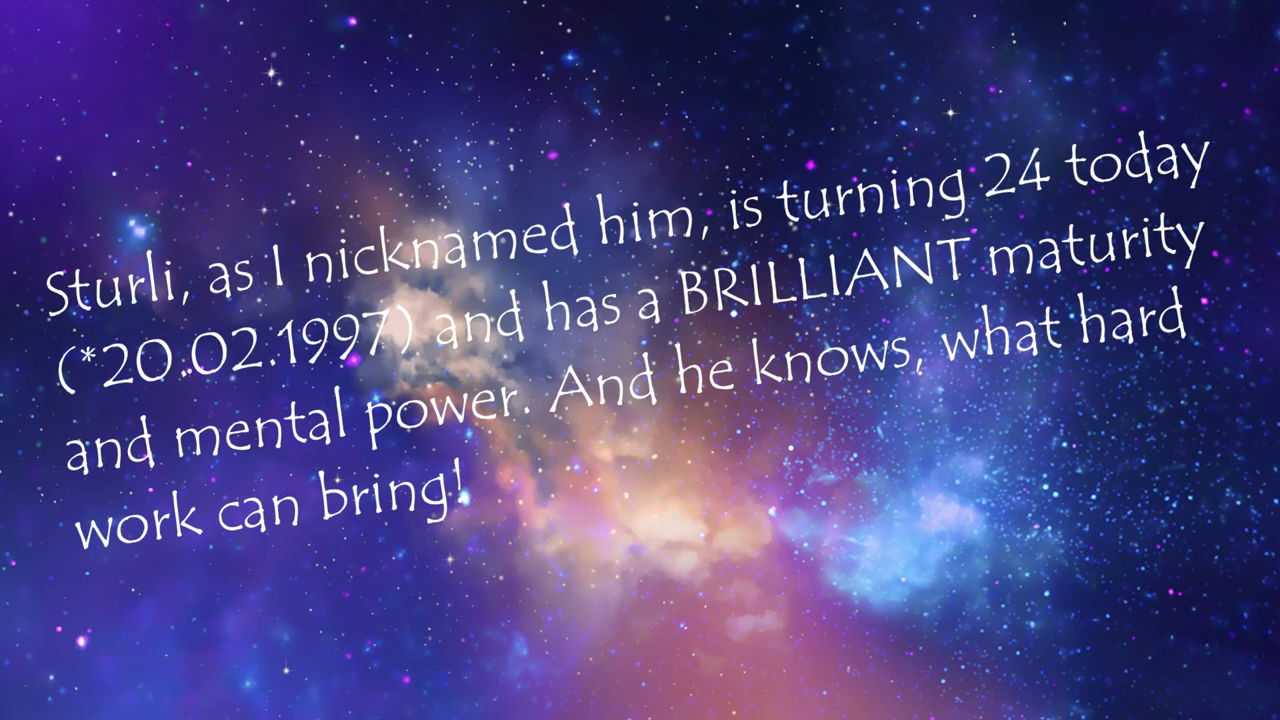 Sturli, as I nicknamed him, is turning 24 today
(*20.02.1997) and has a BRILLIANT maturity
and mental power. And he knows, what hard
work can bring!